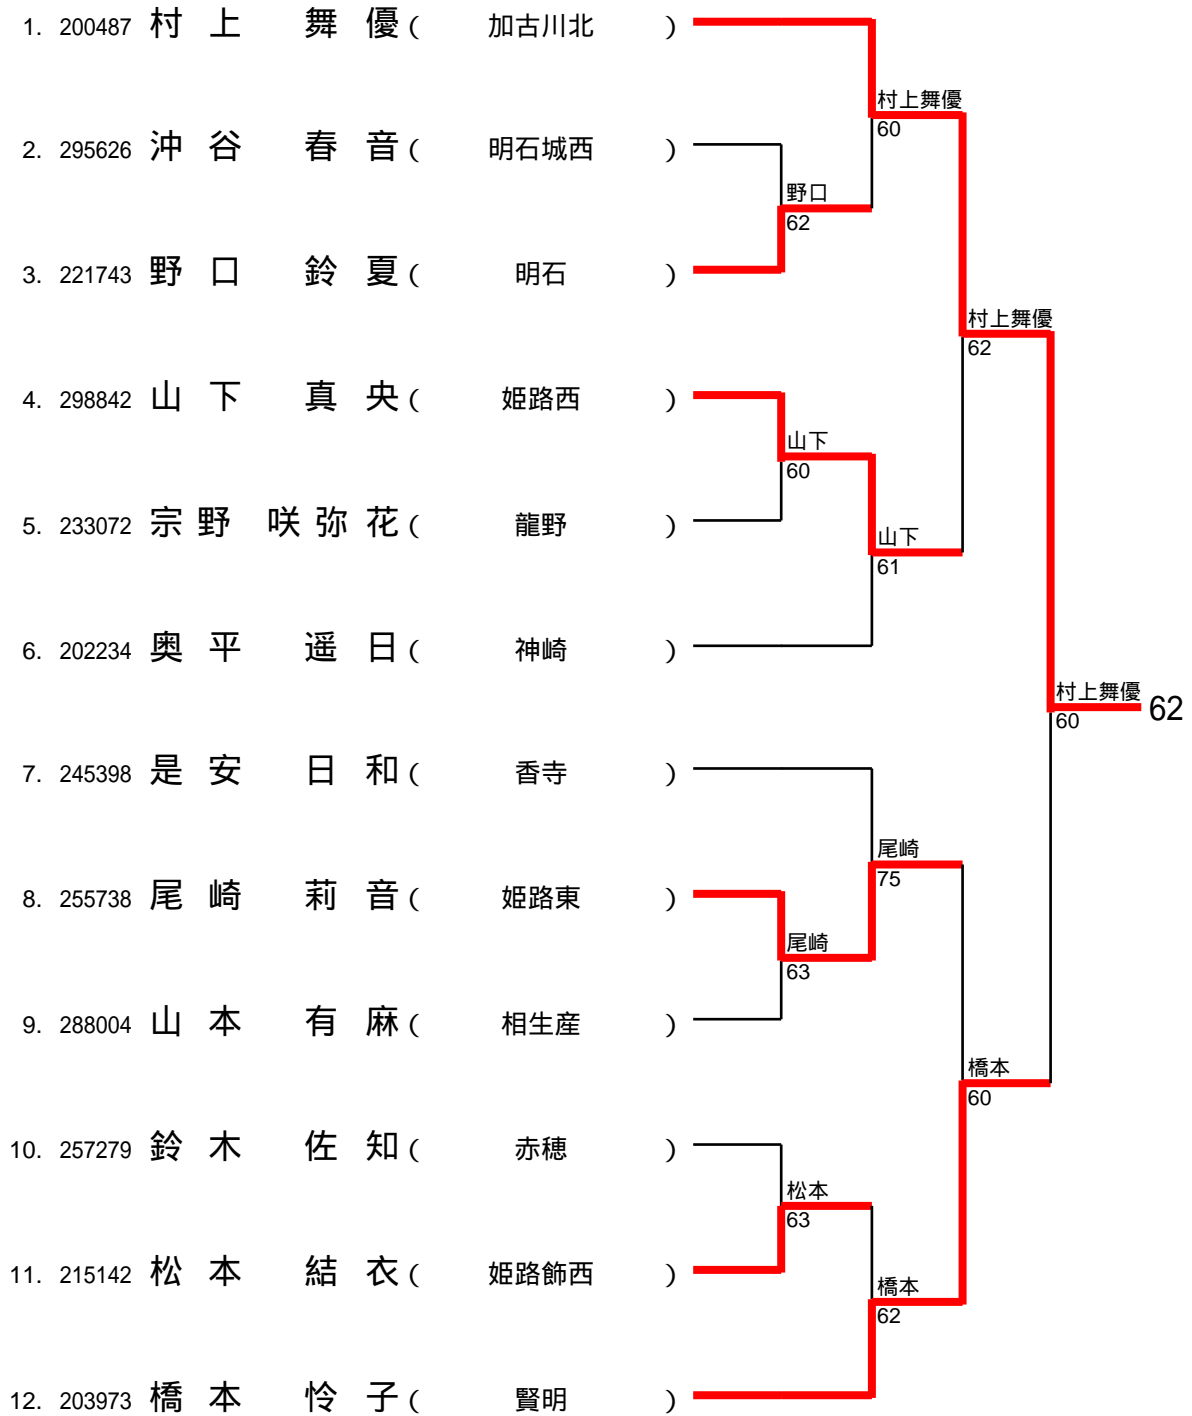 1. 200487 村上 舞優 ( 加古川北 )
村上舞優
60
2. 295626 沖谷 春音 ( 明石城西 )
野口
62
3. 221743 野口 鈴夏 ( 明石 )
村上舞優
62
4. 298842 山下 真央 ( 姫路西 )
山下
60
5. 233072 宗野 咲弥花 ( 龍野 )
山下
61
6. 202234 奥平 遥日 ( 神崎 )
村上舞優 62
60
7. 245398 是安 日和 ( 香寺 )
尾崎
75
8. 255738 尾崎 莉音 ( 姫路東 )
尾崎
63
9. 288004 山本 有麻 ( 相生産 )
橋本
60
10. 257279 鈴木 佐知 ( 赤穂 )
松本
63
11. 215142 松本 結衣 ( 姫路飾西 )
橋本
62
12. 203973 橋本 怜子 ( 賢明 )